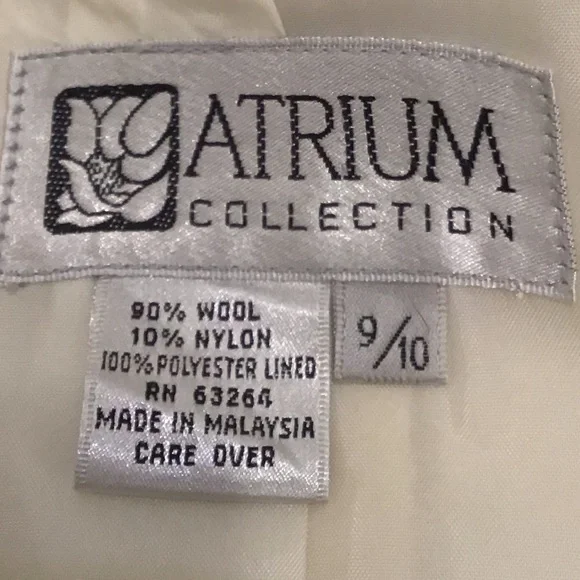 ATRIUM
COLLECTION
90% WOOL
10% NYLON
100% POLYESTER LINED
RN 63264
MADE IN MALAYSIA
CARE OVER
9/10